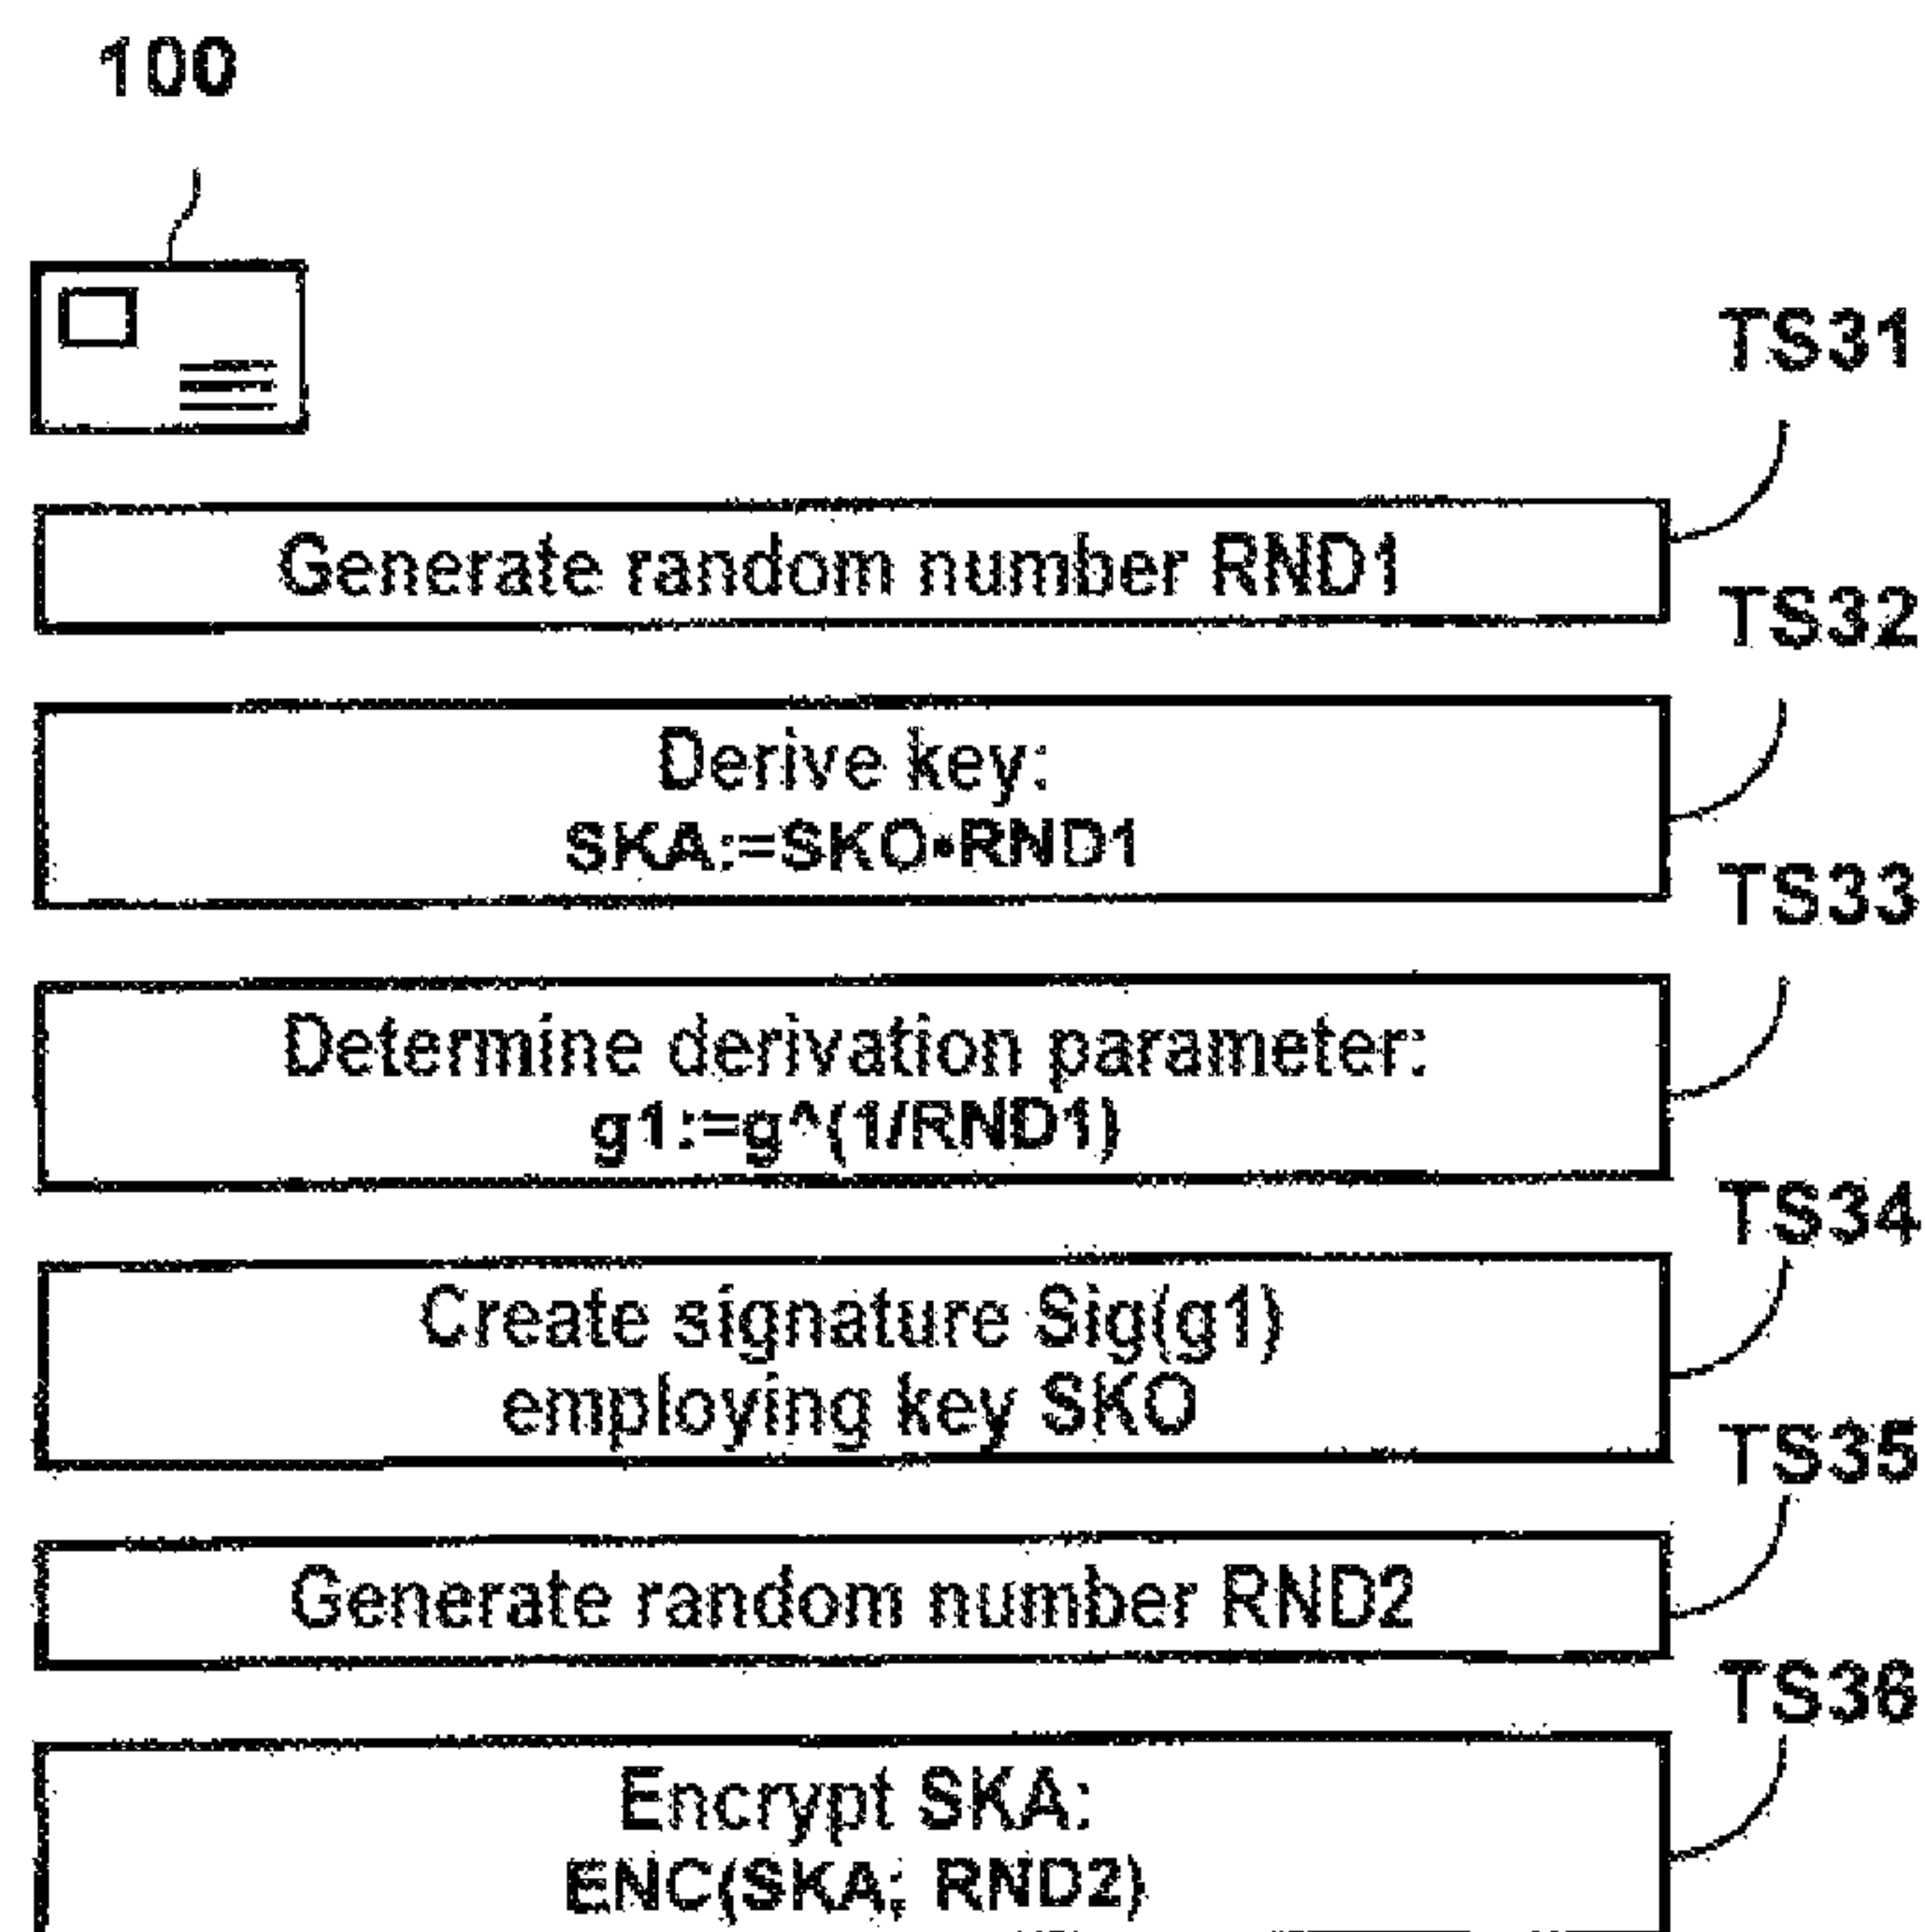 100
TS31
Generate random number RND1
TS32
Derive key:
SKA:=SKO•RND1
TS33
Determine derivation parameter:
g1:=g^(1/RND1)
TS34
Create signature Sig(g1)
employing key SKO
TS35
Generate random number RND2
TS36
Encrypt SKA:
ENC(SKA; RND2)